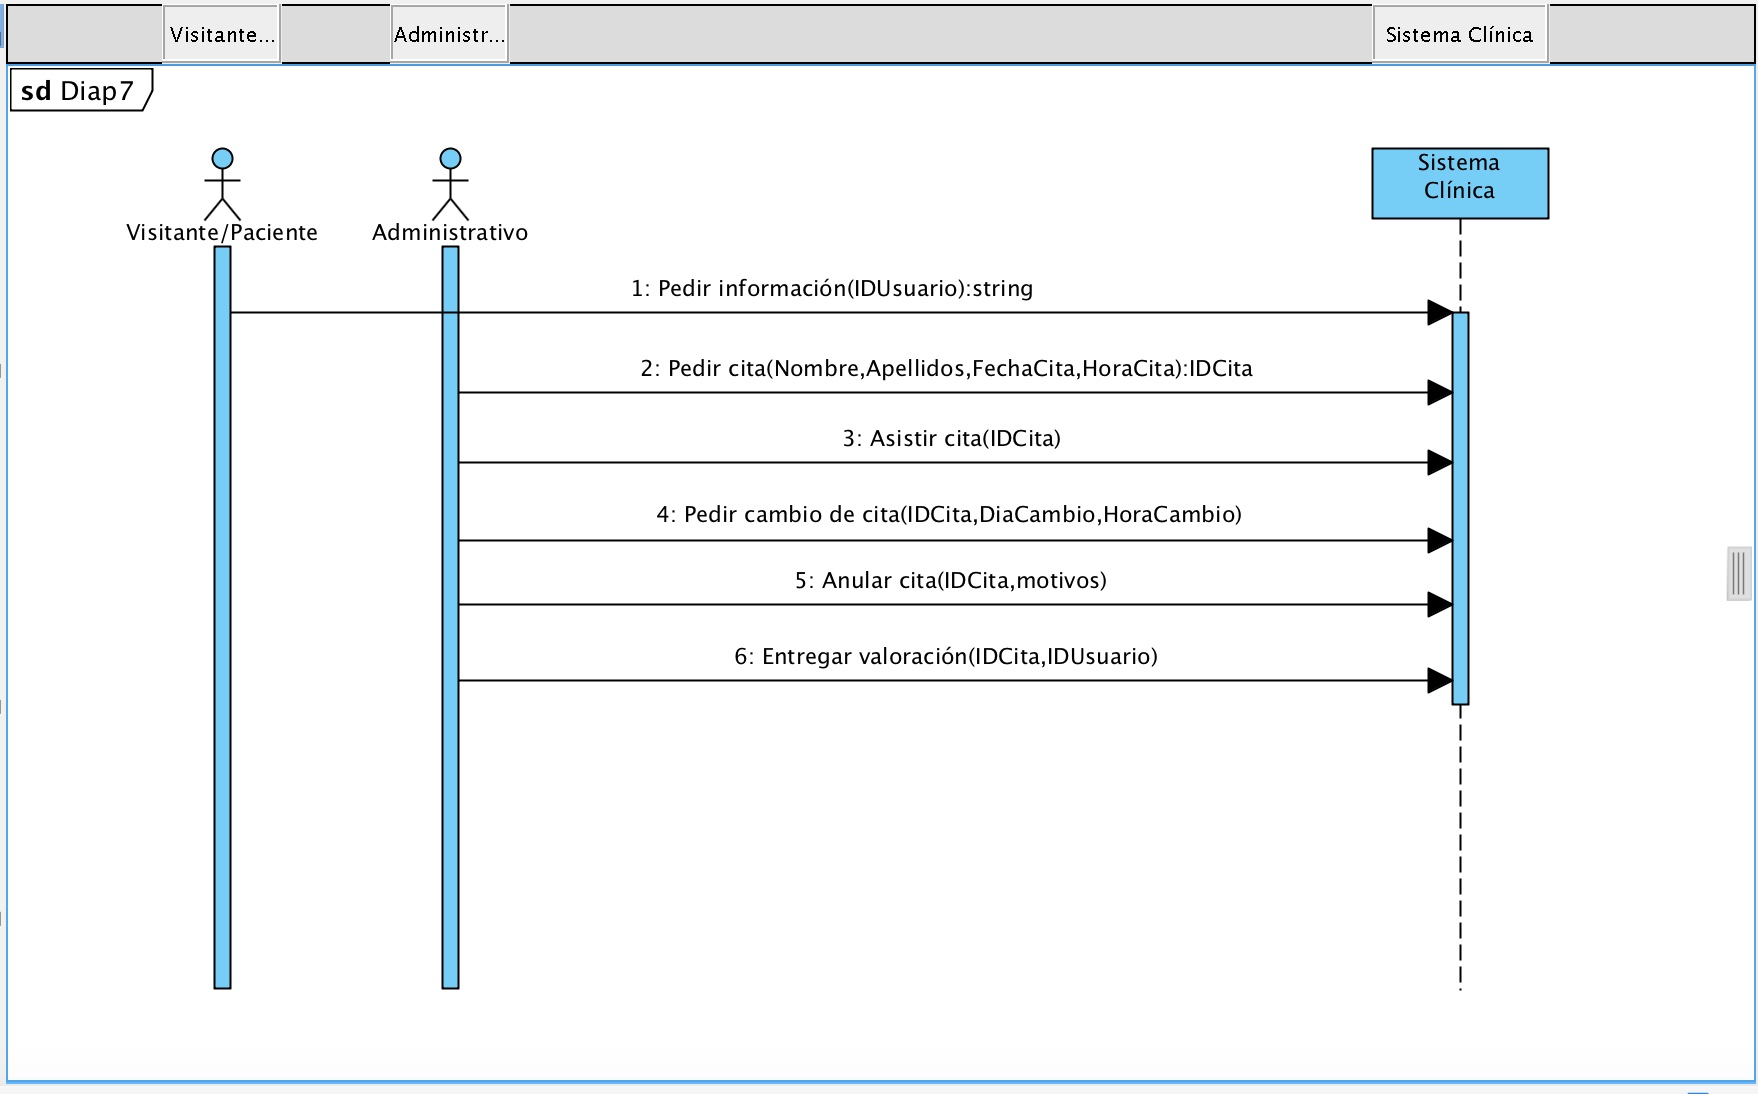 Visitante...
Administr...
Sistema Clínica
sd Diap7
Visitante/Paciente
Administrativo
Sistema
Clínica
1: Pedir información(IDUsuario):string
2: Pedir cita(Nombre,Apellidos,FechaCita,HoraCita):IDCita
3: Asistir cita(IDCita)
4: Pedir cambio de cita(IDCita,DiaCambio,HoraCambio)
5: Anular cita(IDCita,motivos)
6: Entregar valoración(IDCita,IDUsuario)